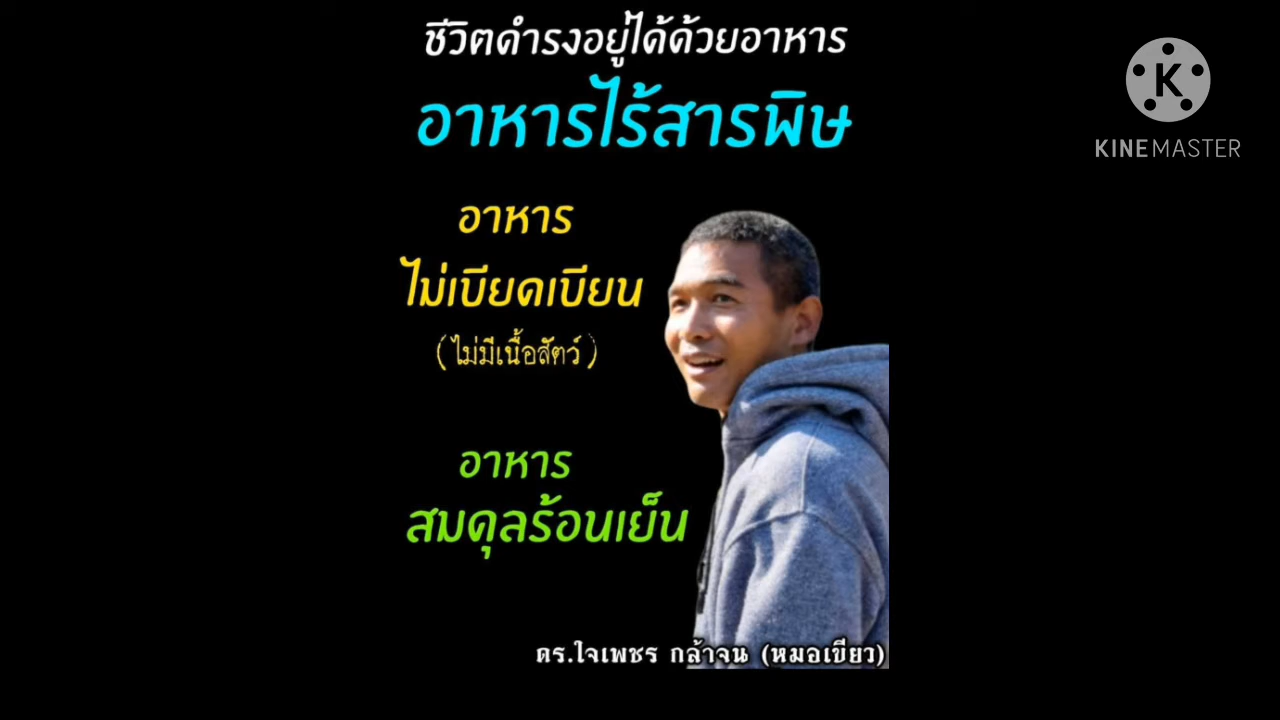 ชีวิตดำรงอยู่ได้ด้วยอาหาร
อาหารไร้สารพิษ
อาหาร
ไม่เบียดเบียน
(ไม่มีเนื้อสัตว์)
อาหาร
สมดุลร้อนเย็น
ดร.ใจเพชร กล้าจน (หมอเขียว)
K
KINEMASTER